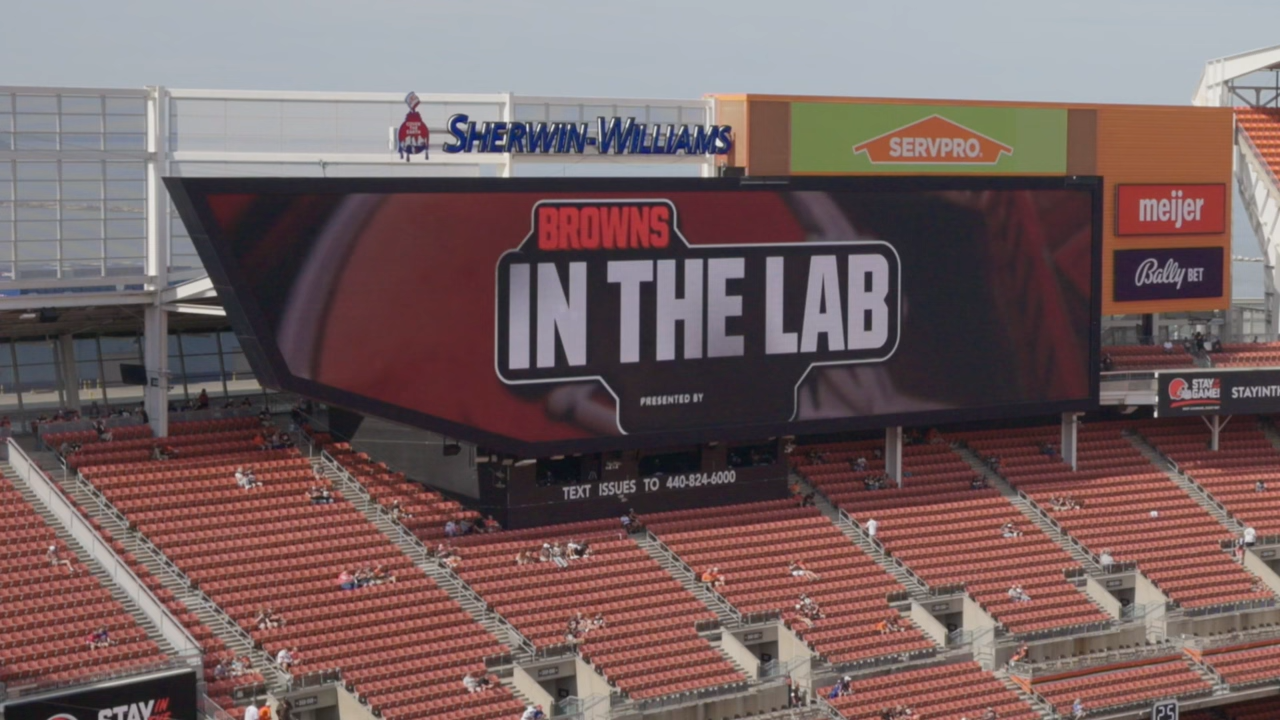 SHERWIN-WILLIAMS
SERVPRO
meijer
Bally BET
BROWNS
IN THE LAB
PRESENTED BY
STAY IN
GAME!
STAYINT
TEXT ISSUES TO 440-824-6000
STAY IN
25